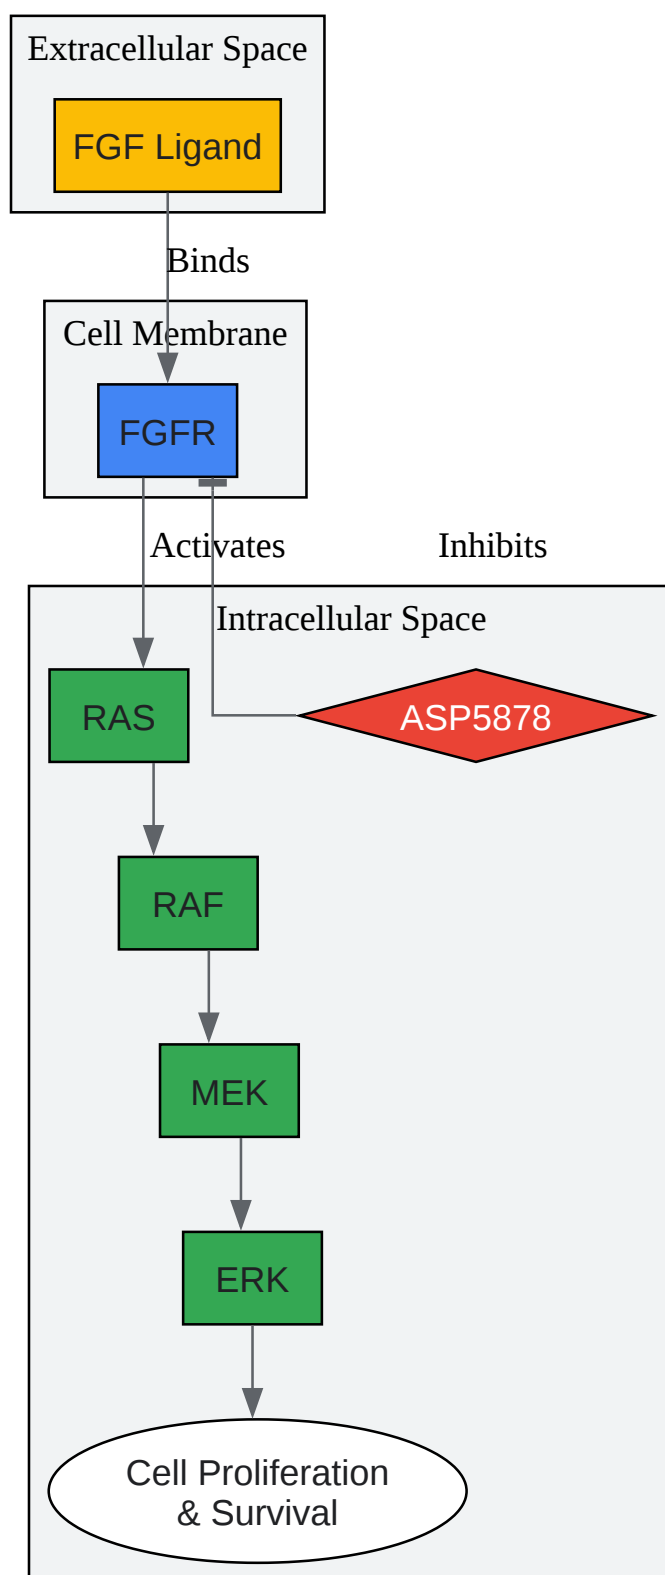 Extracellular Space
FGF Ligand
Binds
Cell Membrane
FGFR
Activates
Inhibits
Intracellular Space
RAS
ASP5878
RAF
MEK
ERK
Cell Proliferation
& Survival